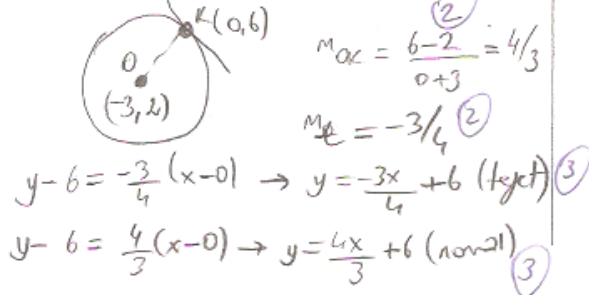 K(0,6)
O
(-3,2)
m_OK = (6-2)/(0+3) = 4/3 ②
m_t = -3/4 ②
y-6 = -3/4 (x-0) → y = -3x/4 +6 (teğet) ③
y- 6 = 4/3 (x-0) → y = 4x/3 +6 (normal) ③